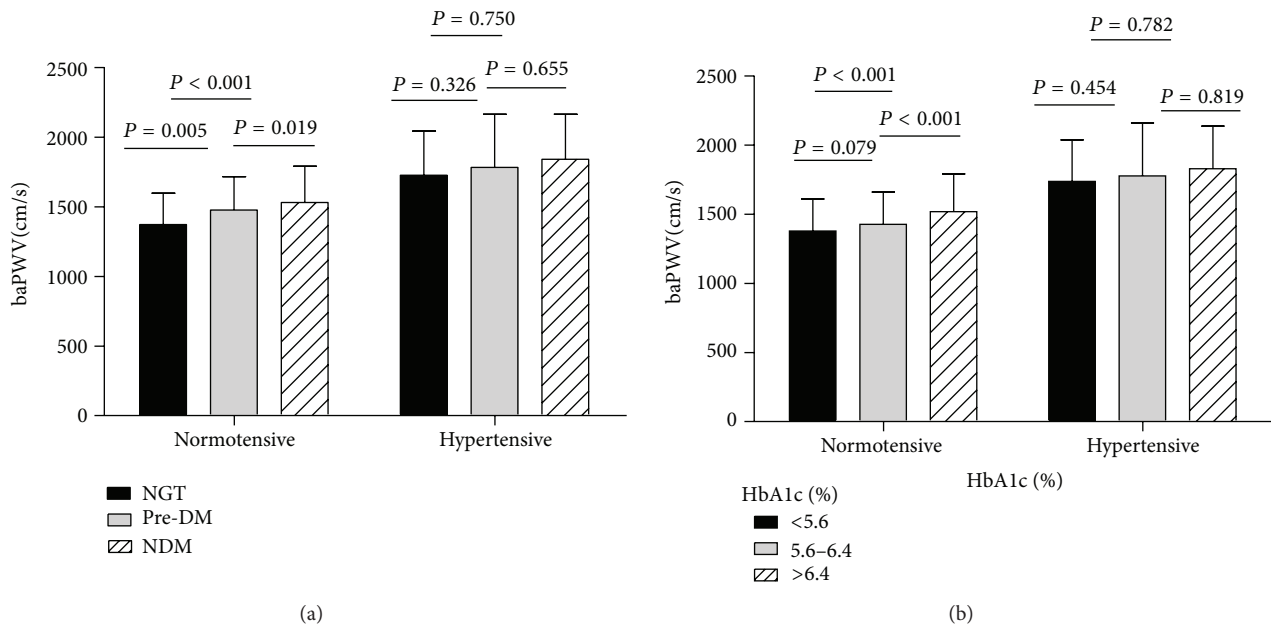 P = 0.750
P < 0.001
P = 0.655
P = 0.326
P = 0.005
P = 0.019
2500
2000
1500
1000
500
0
baPWV(cm/s)
Normotensive
Hypertensive
NGT
Pre-DM
NDM
(a)
P = 0.782
P < 0.001
P = 0.454
P = 0.819
P < 0.001
P = 0.079
2500
2000
1500
1000
500
0
baPWV(cm/s)
Normotensive
Hypertensive
HbA1c (%)
HbA1c (%)
<5.6
5.6–6.4
>6.4
(b)